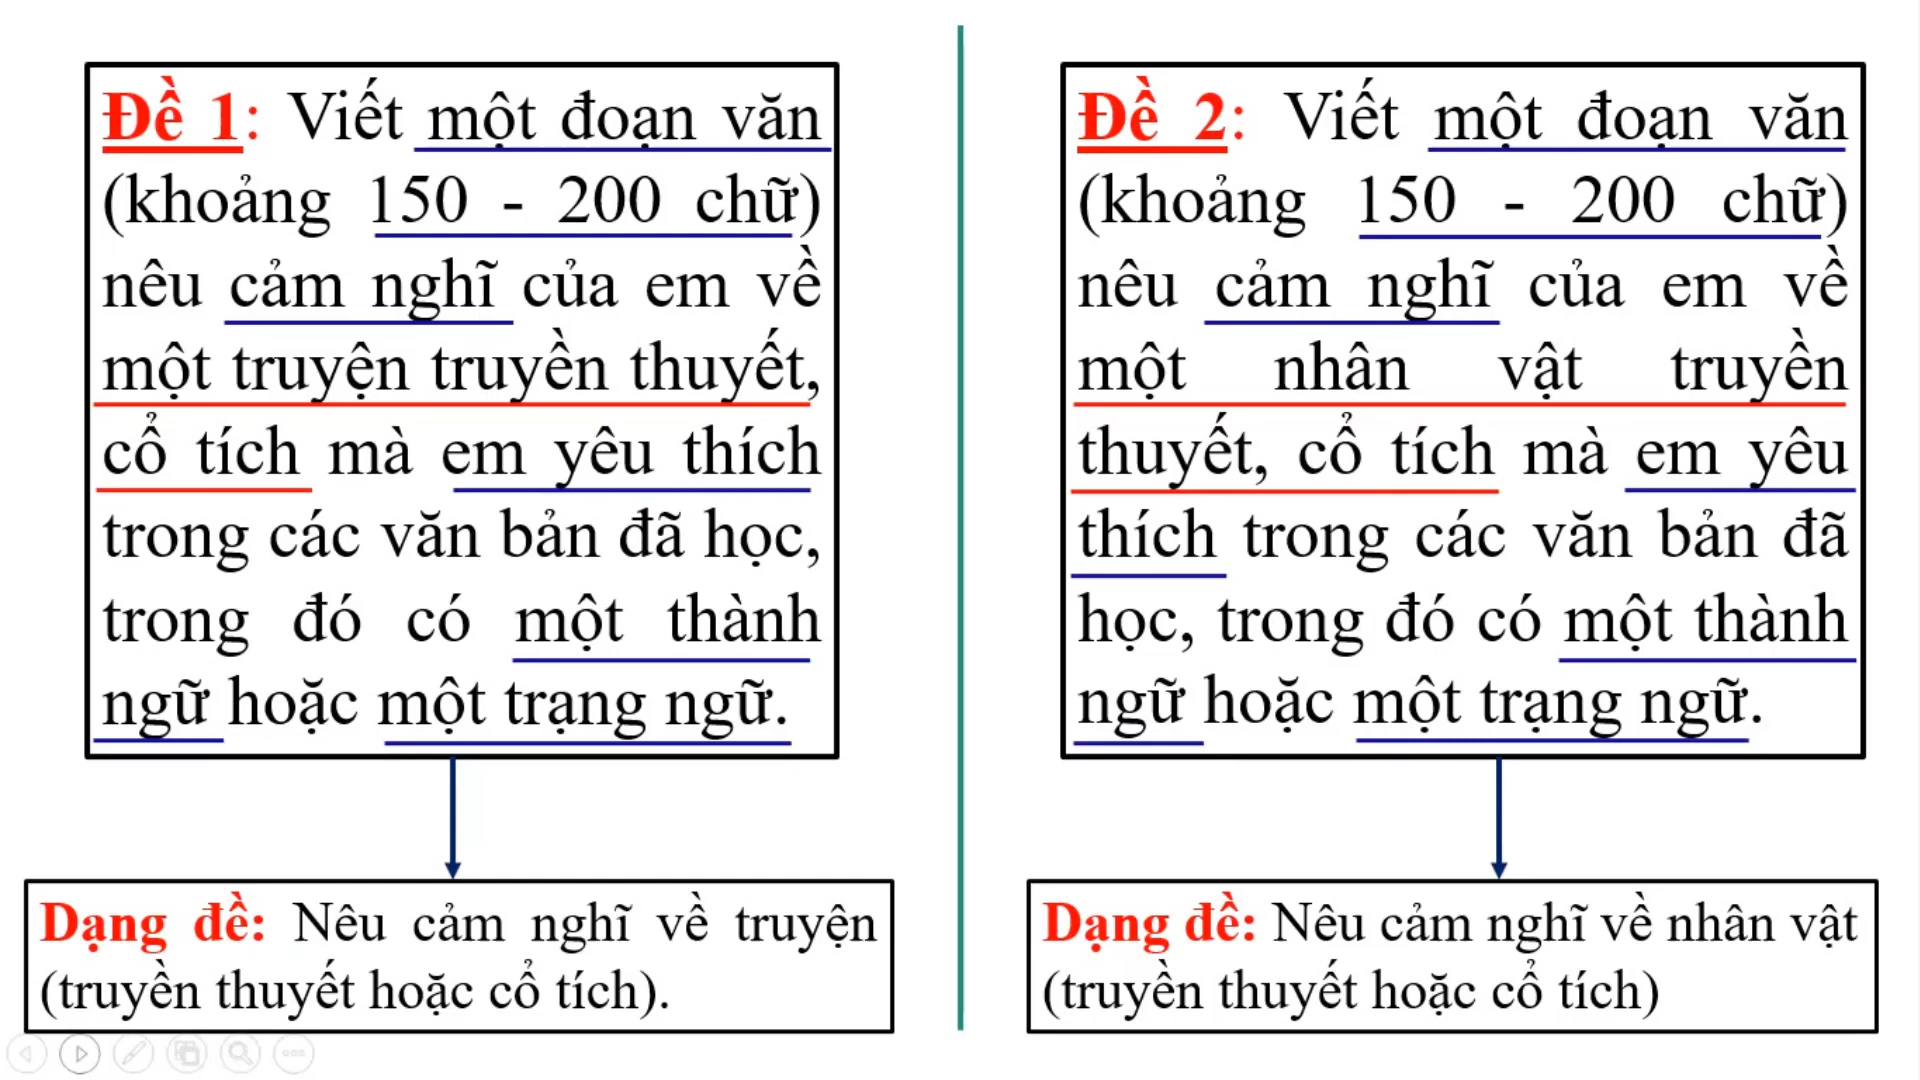 Đề 1: Viết một đoạn văn
(khoảng 150 - 200 chữ)
nêu cảm nghĩ của em về
một truyện truyền thuyết,
cổ tích mà em yêu thích
trong các văn bản đã học,
trong đó có một thành
ngữ hoặc một trạng ngữ.
Dạng đề: Nêu cảm nghĩ về truyện
(truyền thuyết hoặc cổ tích).
Đề 2: Viết một đoạn văn
(khoảng 150 - 200 chữ)
nêu cảm nghĩ của em về
một nhân vật truyền
thuyết, cổ tích mà em yêu
thích trong các văn bản đã
học, trong đó có một thành
ngữ hoặc một trạng ngữ.
Dạng đề: Nêu cảm nghĩ về nhân vật
(truyền thuyết hoặc cổ tích)